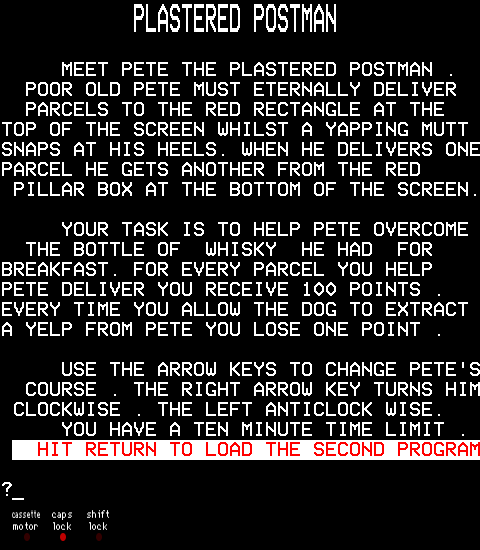 PLASTERED POSTMAN
MEET PETE THE PLASTERED POSTMAN .
POOR OLD PETE MUST ETERNALLY DELIVER
PARCELS TO THE RED RECTANGLE AT THE
TOP OF THE SCREEN WHILST A YAPPING MUTT
SNAPS AT HIS HEELS. WHEN HE DELIVERS ONE
PARCEL HE GETS ANOTHER FROM THE RED
PILLAR BOX AT THE BOTTOM OF THE SCREEN.
YOUR TASK IS TO HELP PETE OVERCOME
THE BOTTLE OF  WHISKY  HE HAD  FOR
BREAKFAST. FOR EVERY PARCEL YOU HELP
PETE DELIVER YOU RECEIVE 100 POINTS .
EVERY TIME YOU ALLOW THE DOG TO EXTRACT
A YELP FROM PETE YOU LOSE ONE POINT .
USE THE ARROW KEYS TO CHANGE PETE'S
COURSE . THE RIGHT ARROW KEY TURNS HIM
CLOCKWISE . THE LEFT ANTICLOCK WISE.
YOU HAVE A TEN MINUTE TIME LIMIT .
HIT RETURN TO LOAD THE SECOND PROGRAM
?_
cassette motor caps lock shift lock